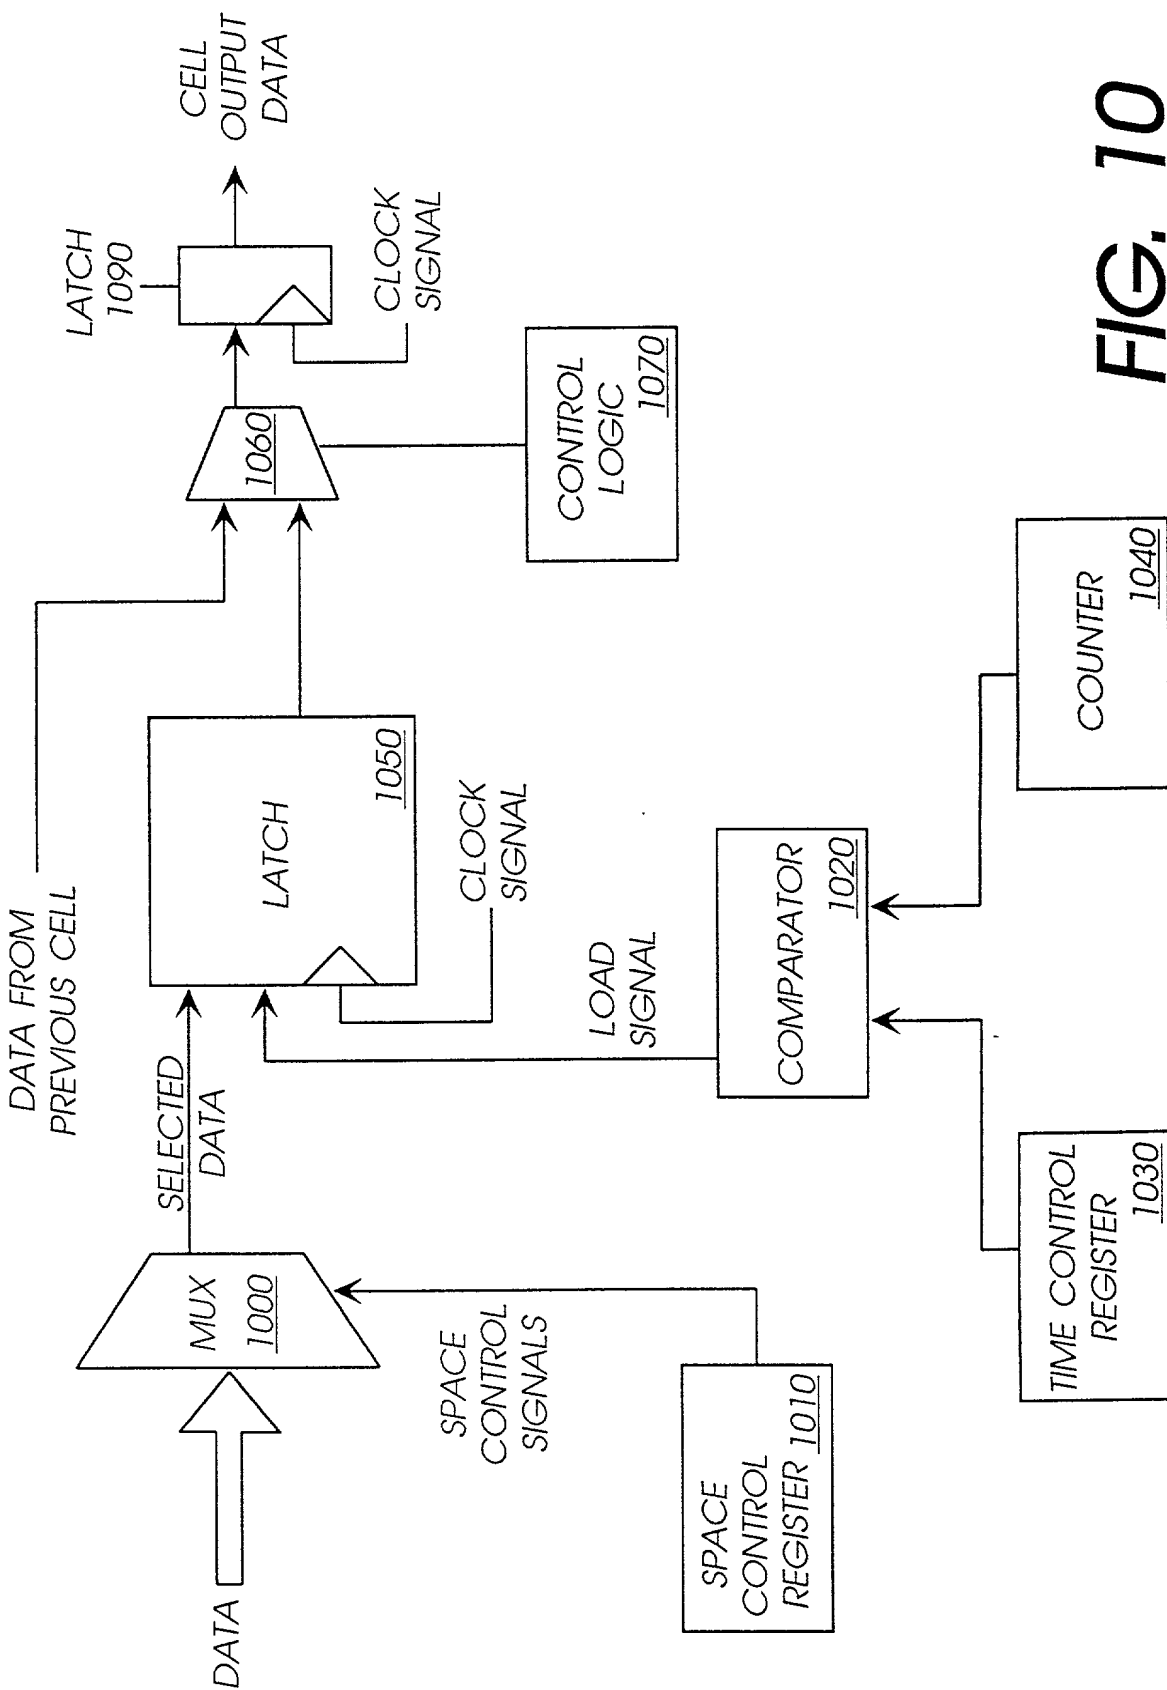 DATA
MUX
1000
SPACE
CONTROL
SIGNALS
SPACE
CONTROL
REGISTER 1010
SELECTED
DATA
DATA FROM
PREVIOUS CELL
LATCH
1050
CLOCK
SIGNAL
LOAD
SIGNAL
COMPARATOR
1020
TIME CONTROL
REGISTER
1030
COUNTER
1040
1060
CONTROL
LOGIC
1070
LATCH
1090
CLOCK
SIGNAL
CELL
OUTPUT
DATA
FIG. 10